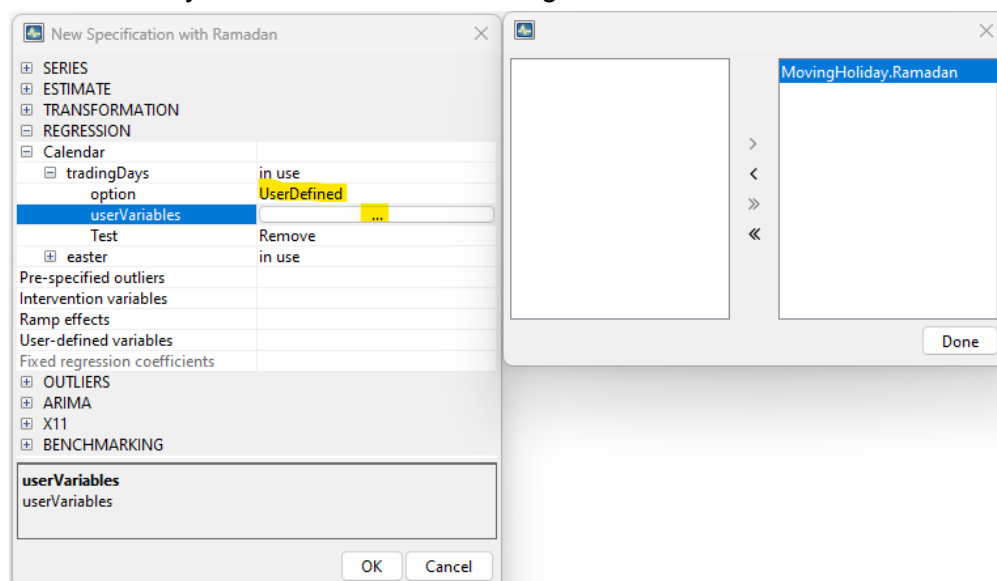 New Specification with Ramadan
SERIES
ESTIMATE
TRANSFORMATION
REGRESSION
Calendar
tradingDays in use
option UserDefined
userVariables ...
Test Remove
easter in use
Pre-specified outliers
Intervention variables
Ramp effects
User-defined variables
Fixed regression coefficients
OUTLIERS
ARIMA
X11
BENCHMARKING
userVariables
userVariables
OK Cancel
MovingHoliday.Ramadan
Done